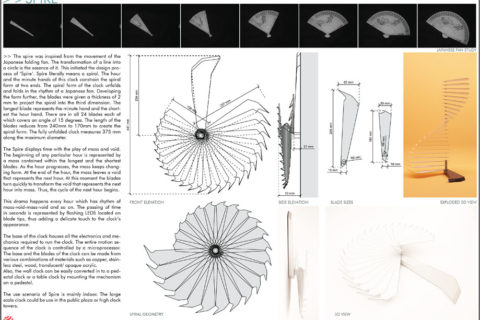 >> SPIRE
JAPANESE FAN STUDY
>> The spire was inspired from the movement of the
Japanese folding fan. The transformation of a line into
a circle is the essence of it. This initiated the design pro-
cess of 'Spire'. Spire literally means a spiral. The hour
and the minute hands of this clock constitute the spiral
form at two ends. The spiral form of the clock unfolds
and folds in the rhythm of a Japanese fan. Developing
the form further, the blades were given a thickness of 2
mm to project the spiral into the third dimension. The
longest blade represents the minute hand and the short-
est the hour hand. There are in all 24 blades each of
which covers an angle of 15 degrees. The length of the
blades reduces from 240mm to 170mm to create the
spiral form. The fully unfolded clock measures 375 mm
along the maximum diameter.
The Spire displays time with the play of mass and void.
The beginning of any particular hour is represented by
a mass contained within the longest and the shortest
blades. As the hour progresses, the mass keeps chang-
ing form. At the end of the hour, the mass leaves a void
that represents the next hour. At this moment the blades
turn quickly to transform the void that represents the next
hour into mass. Thus, the cycle of the next hour begins.
This drama happens every hour which has rhythm of
mass-void-mass-void and so on. The passing of time
in seconds is represented by flashing LEDS located on
blade tips, thus adding a delicate touch to the clock's
appearance.
The base of the clock houses all the electronics and me-
chanics required to run the clock. The entire motion se-
quence of the clock is controlled by a microprocessor.
The base and the blades of the clock can be made from
various combinations of materials such as copper, stain-
less steel, wood, translucent/ opaque acrylic.
Also, the wall clock can be easily converted in to a ped-
estal clock or a table clock by mounting the mechanism
on a pedestal).
The use scenario of Spire is mainly indoor. The large
scale clock could be use in the public plaza or high clock
towers.
FRONT ELEVATION
SIDE ELEVATION
BLADE SIZES
EXPLODED 3D VIEW
SPIRAL GEOMETRY
3D VIEW